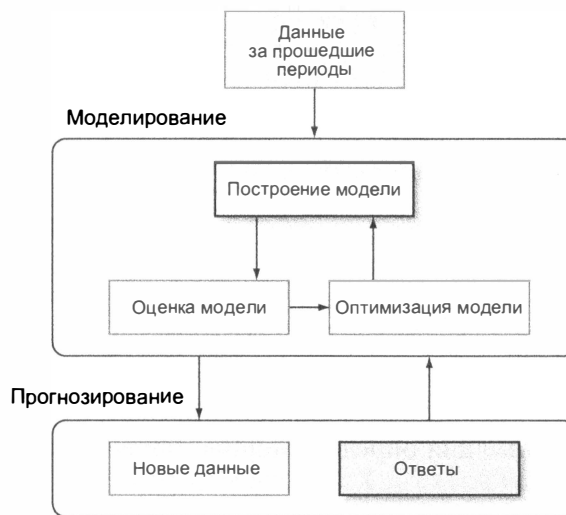 Данные
за прошедшие
периоды
Моделирование
Построение модели
Оценка модели
Оптимизация модели
Прогнозирование
Новые данные
Ответы